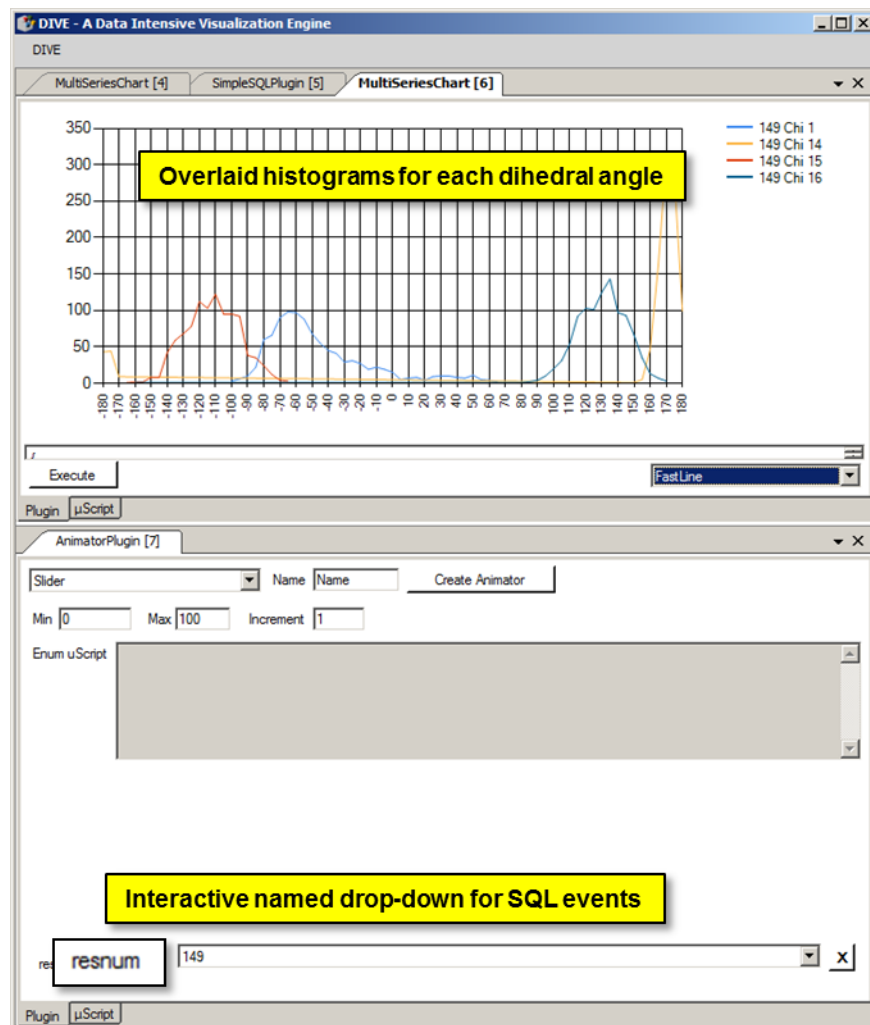 DIVE - A Data Intensive Visualization Engine
DIVE
MultiSeriesChart [4] SimpleSQLPlugin [5] MultiSeriesChart [6]
350
300
250
200
150
100
50
0
Overlaid histograms for each dihedral angle
149 Chi 1
149 Chi 14
149 Chi 15
149 Chi 16
-180 -170 -160 -150 -140 -130 -120 -110 -100 -90 -80 -70 -60 -50 -40 -30 -20 -10 0 10 20 30 40 50 60 70 80 90 100 110 120 130 140 150 160 170 180
Execute FastLine
Plugin µScript
AnimatorPlugin [7]
Slider Name Name Create Animator
Min 0 Max 100 Increment 1
Enum uScript
Interactive named drop-down for SQL events
resnum 149 X
Plugin µScript